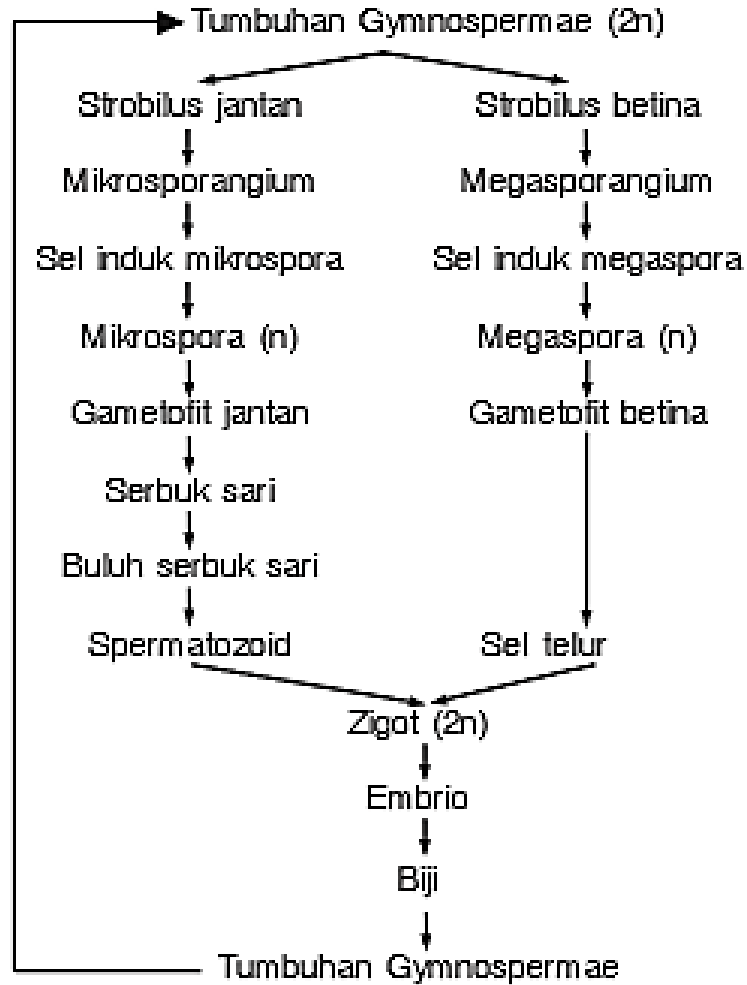 Tumbuhan Gymnospermae (2n)
Strobilus jantan
Strobilus betina
Mikrosporangium
Megasporangium
Sel induk mikrospora
Sel induk megaspora
Mikrospora (n)
Megaspora (n)
Gametofit jantan
Gametofit betina
Serbuk sari
Buluh serbuk sari
Spermatozoid
Sel telur
Zigot (2n)
Embrio
Biji
Tumbuhan Gymnospermae